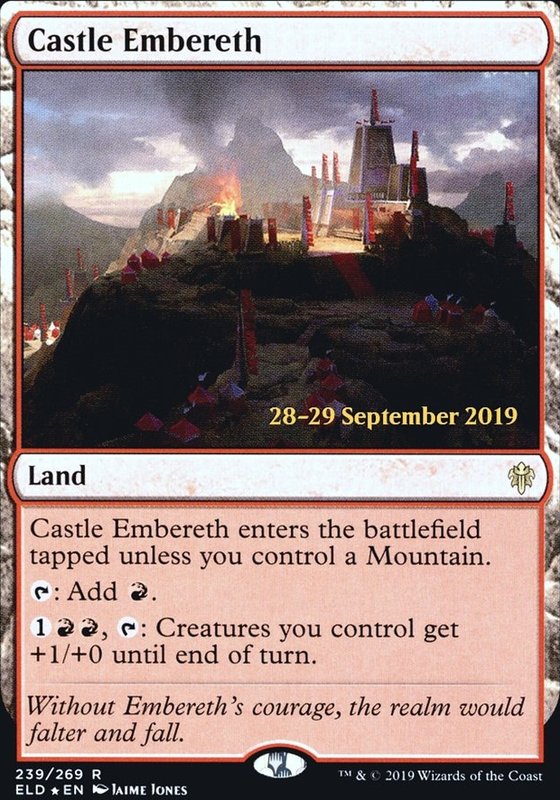 Castle Embereth
28–29 September 2019
Land
Castle Embereth enters the battlefield
tapped unless you control a Mountain.
: Add .
1, : Creatures you control get
+1/+0 until end of turn.
Without Embereth's courage, the realm would
falter and fall.
239/269 R
ELD ★ EN Jaime Jones
™ & © 2019 Wizards of the Coast